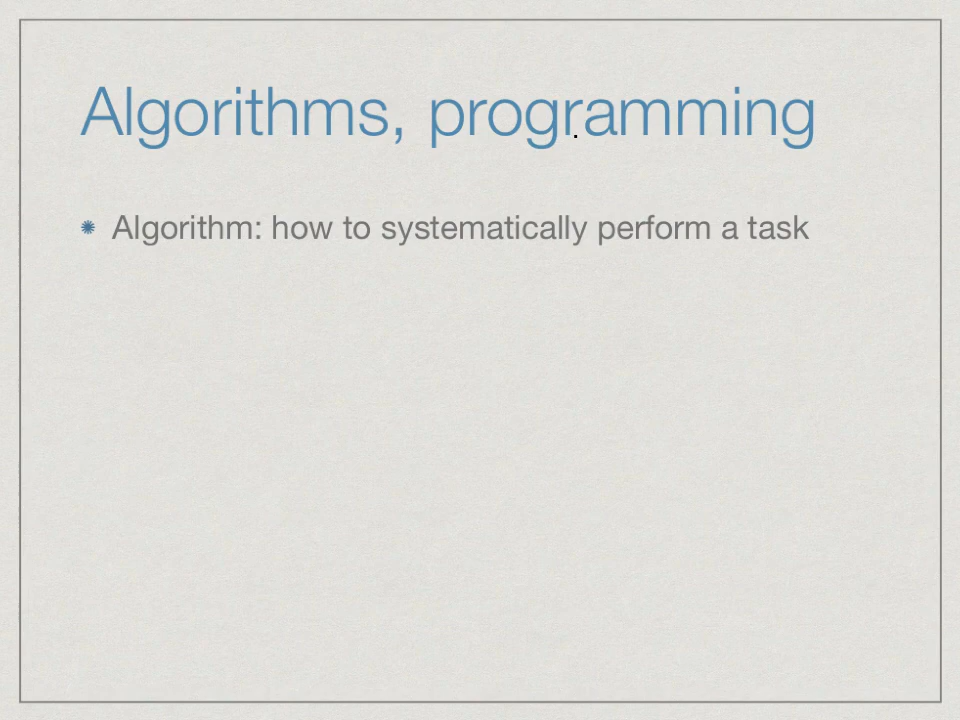 Algorithms, programming
Algorithm: how to systematically perform a task